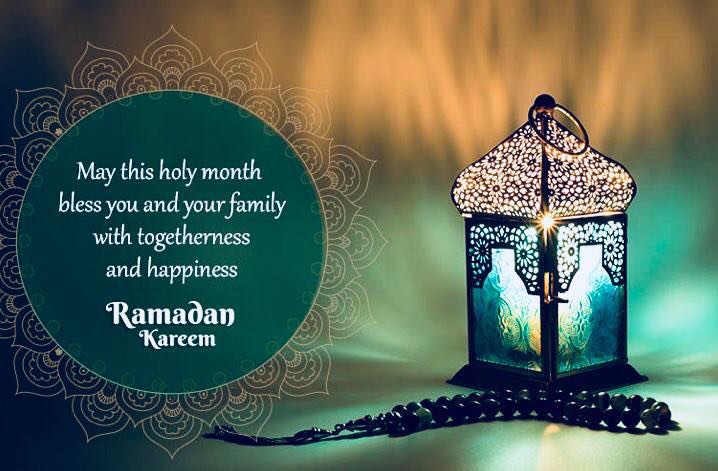 May this holy month
bless you and your family
with togetherness
and happiness
Ramadan
Kareem